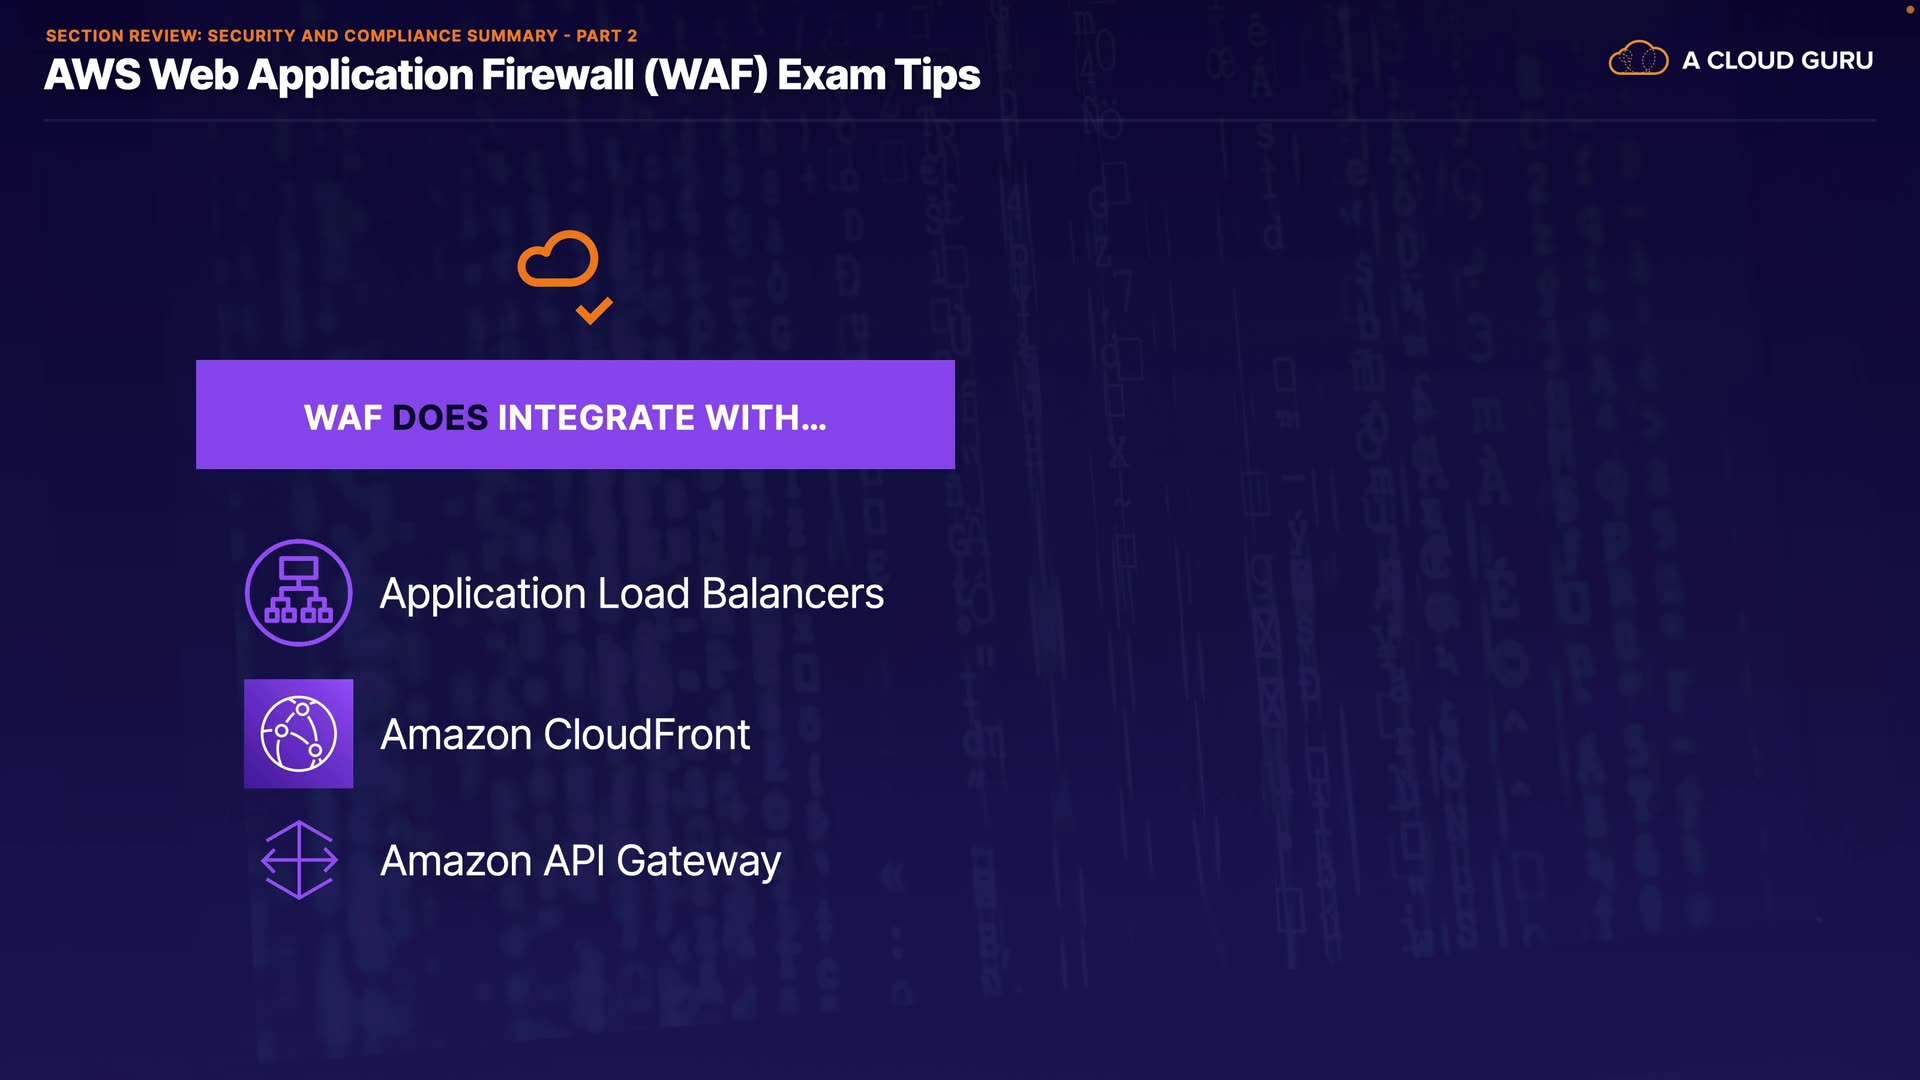 SECTION REVIEW: SECURITY AND COMPLIANCE SUMMARY - PART 2
AWS Web Application Firewall (WAF) Exam Tips
A CLOUD GURU
WAF DOES INTEGRATE WITH...
Application Load Balancers
Amazon CloudFront
Amazon API Gateway